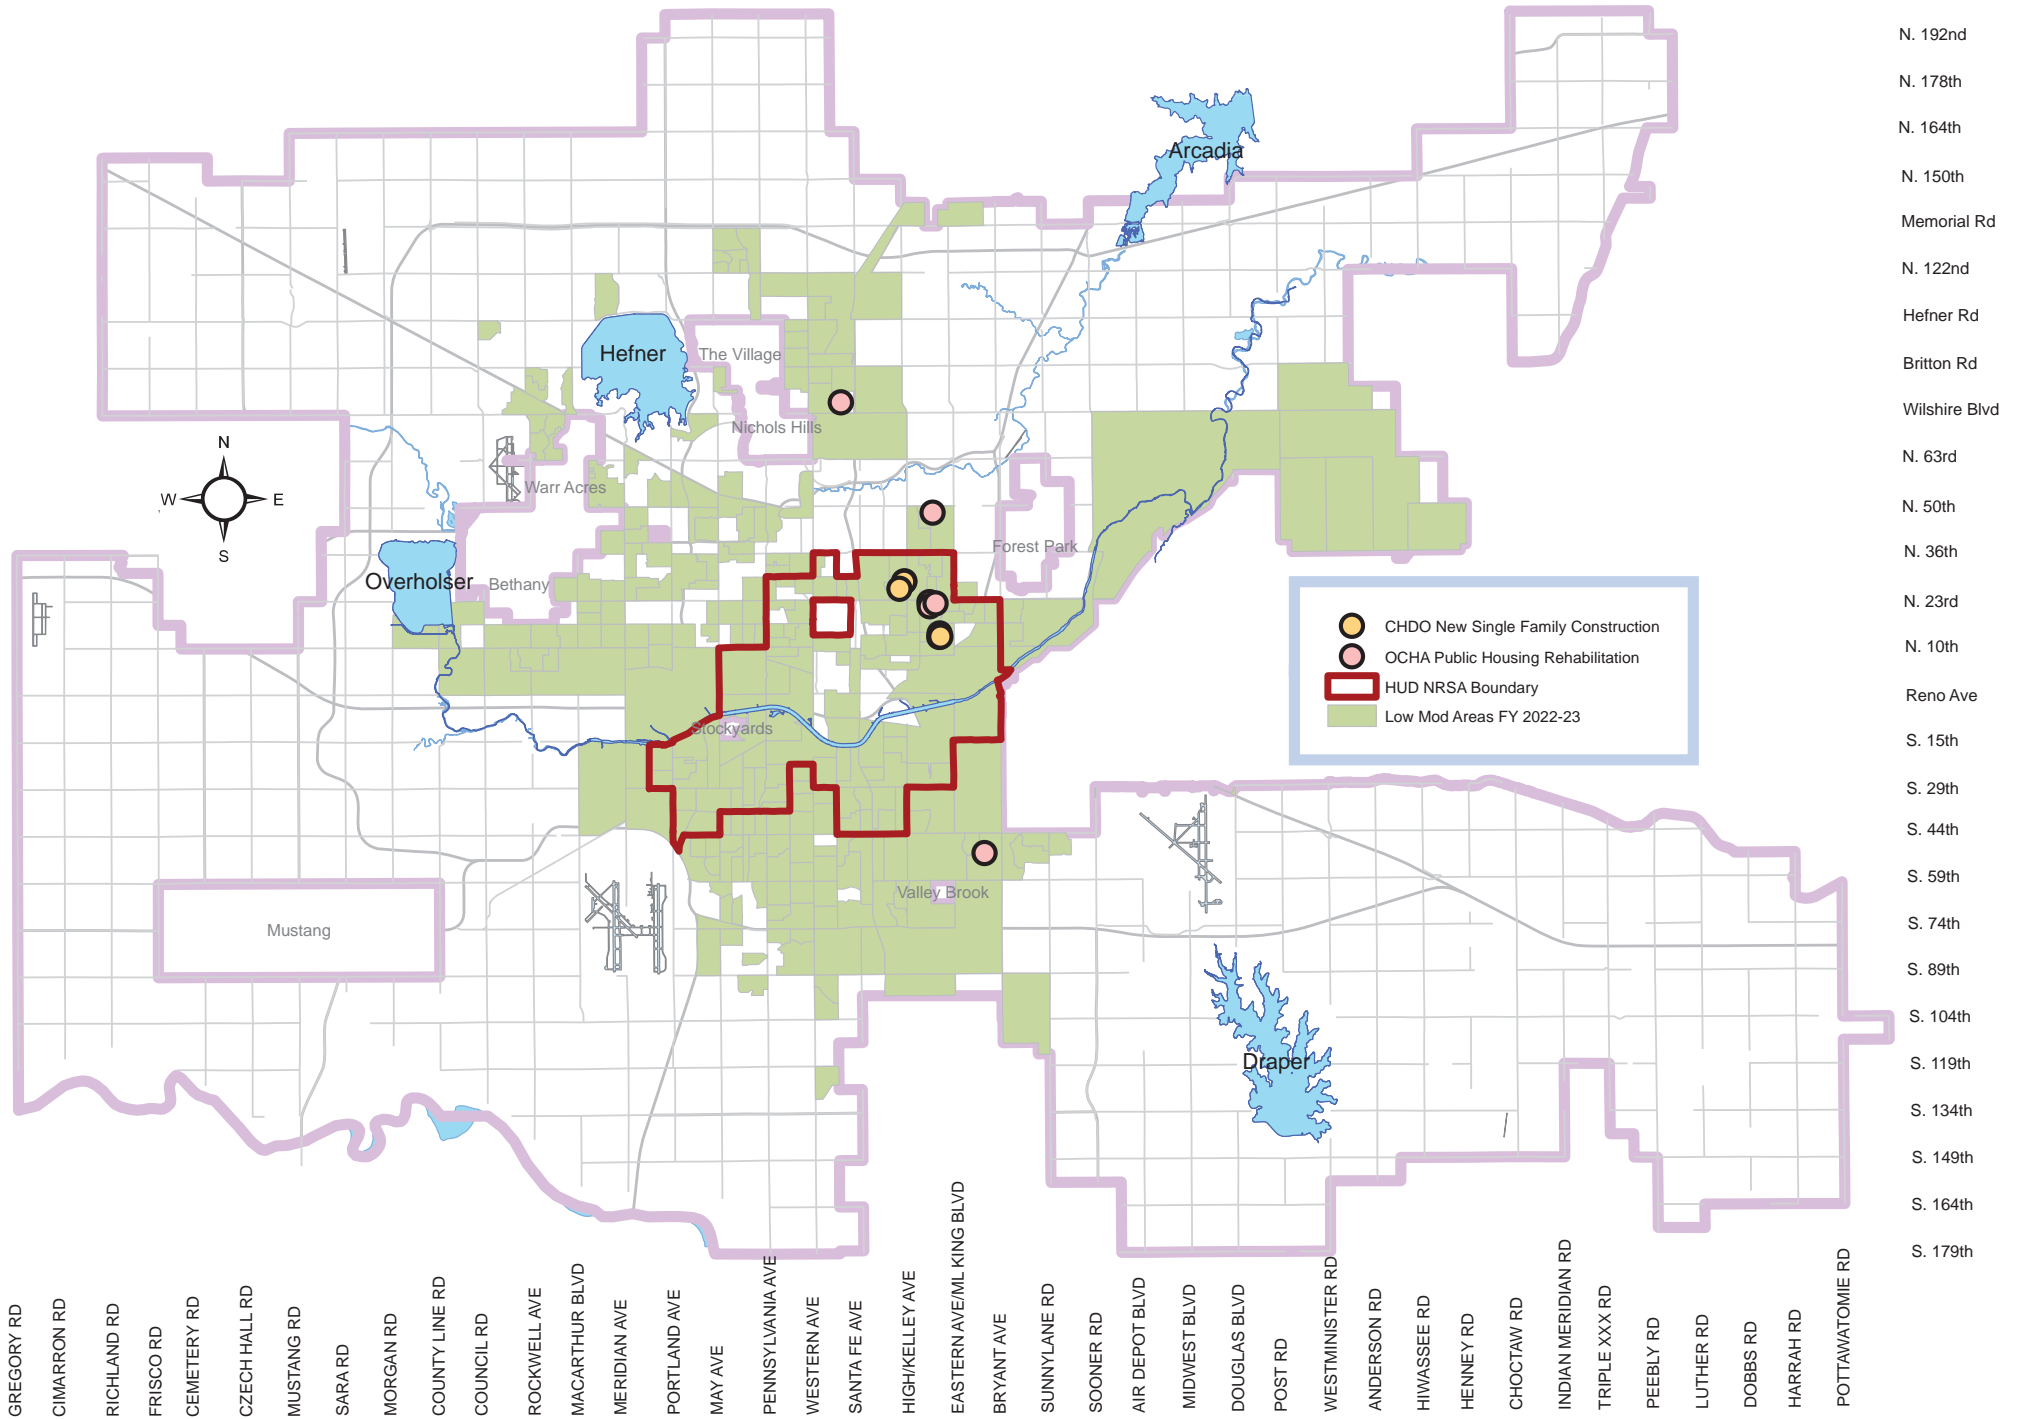 N. 192nd
N. 178th
N. 164th
N. 150th
Memorial Rd
N. 122nd
Hefner Rd
Britton Rd
Wilshire Blvd
N. 63rd
N. 50th
N. 36th
N. 23rd
N. 10th
Reno Ave
S. 15th
S. 29th
S. 44th
S. 59th
S. 74th
S. 89th
S. 104th
S. 119th
S. 134th
S. 149th
S. 164th
S. 179th
Arcadia
Hefner
The Village
Nichols Hills
Warr Acres
N
W
E
S
Forest Park
Overholser
Bethany
Stockyards
Valley Brook
Mustang
Draper
CHDO New Single Family Construction
OCHA Public Housing Rehabilitation
HUD NRSA Boundary
Low Mod Areas FY 2022-23
GREGORY RD
CIMARRON RD
RICHLAND RD
FRISCO RD
CEMETERY RD
CZECH HALL RD
MUSTANG RD
SARA RD
MORGAN RD
COUNTY LINE RD
COUNCIL RD
ROCKWELL AVE
MACARTHUR BLVD
MERIDIAN AVE
PORTLAND AVE
MAY AVE
PENNSYLVANIA AVE
WESTERN AVE
SANTA FE AVE
HIGH/KELLEY AVE
EASTERN AVE/ML KING BLVD
BRYANT AVE
SUNNYLANE RD
SOONER RD
AIR DEPOT BLVD
MIDWEST BLVD
DOUGLAS BLVD
POST RD
WESTMINISTER RD
ANDERSON RD
HIWASSEE RD
HENNEY RD
CHOCTAW RD
INDIAN MERIDIAN RD
TRIPLE XXX RD
PEEBLY RD
LUTHER RD
DOBBS RD
HARRAH RD
POTTAWATOMIE RD